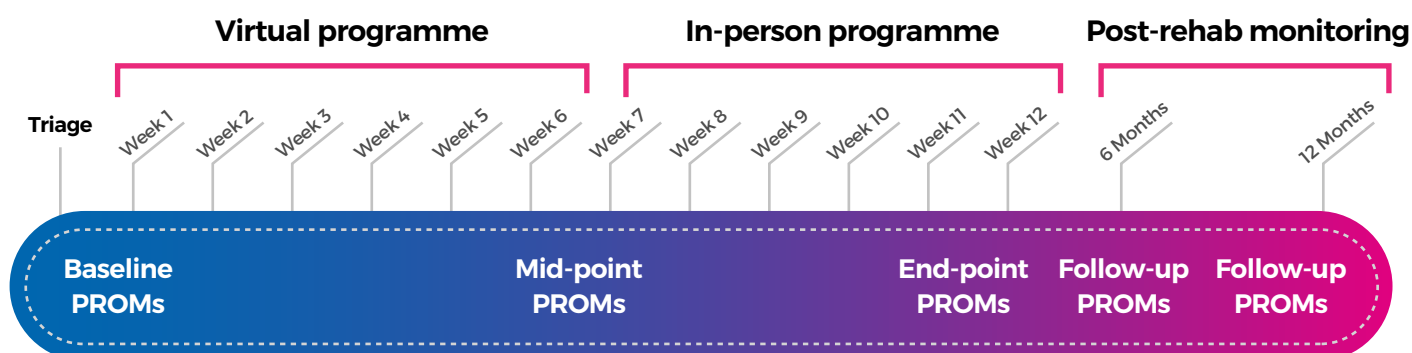 Virtual programme In-person programme Post-rehab monitoring
Triage Week 1 Week 2 Week 3 Week 4 Week 5 Week 6 Week 7 Week 8 Week 9 Week 10 Week 11 Week 12 6 Months 12 Months
Baseline Mid-point End-point Follow-up Follow-up
PROMs PROMs PROMs PROMs PROMs